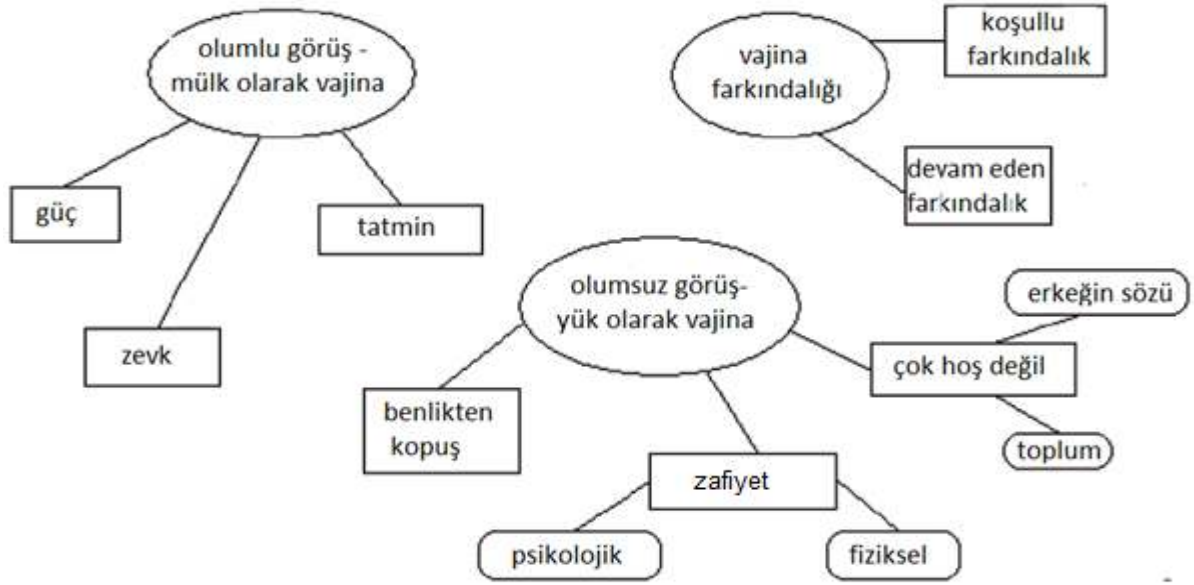 olumlu görüş -
mülk olarak vajina
güç
zevk
tatmin
vajina
farkındalığı
koşullu
farkındalık
devam eden
farkındalık
olumsuz görüş-
yük olarak vajina
benlikten
kopuş
zafiyet
psikolojik
fiziksel
çok hoş değil
erkeğin sözü
toplum